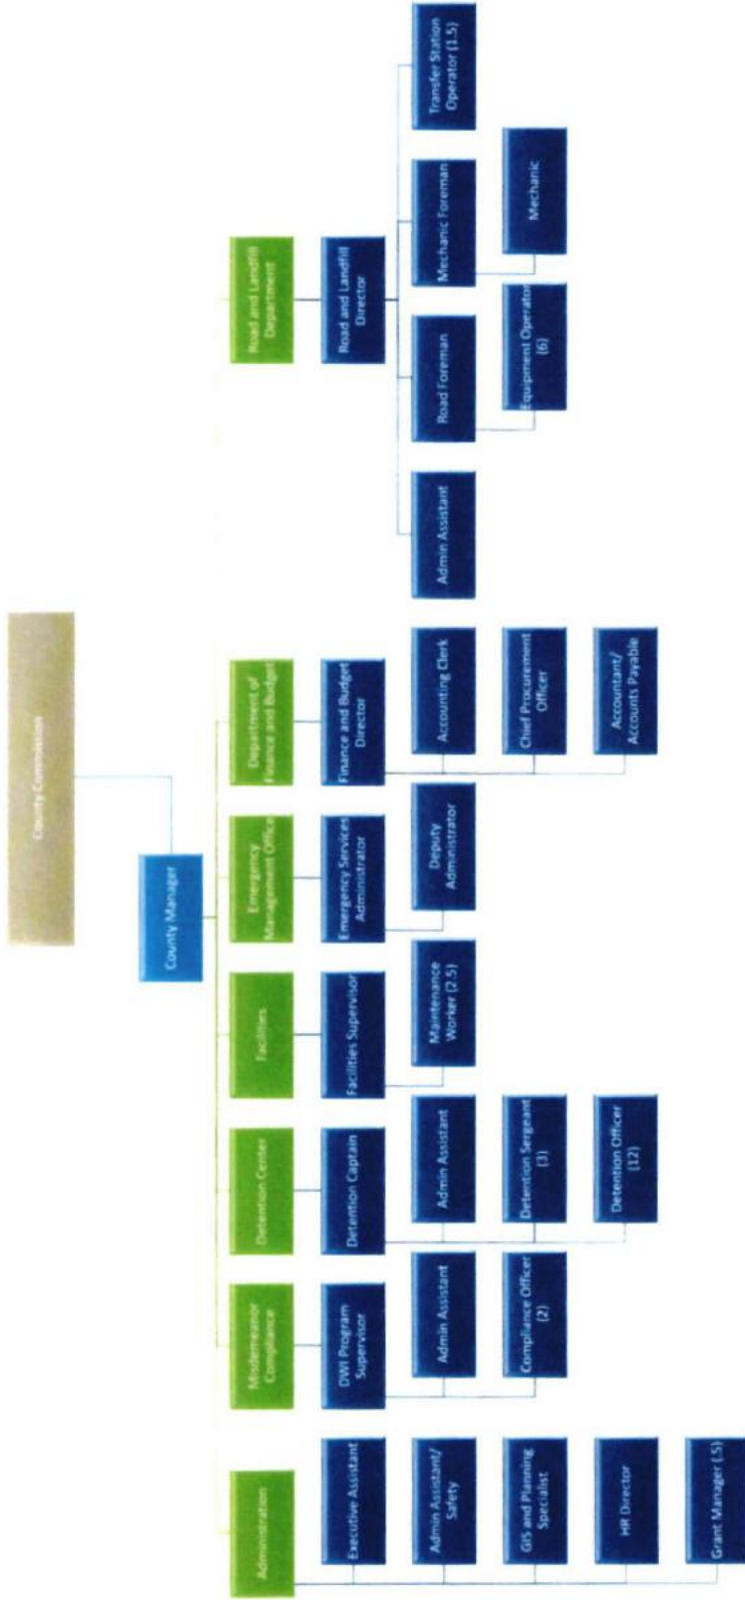 County Commission
County Manager
Administration
Executive Assistant
Admin Assistant/
Safety
GIS and Planning
Specialist
HR Director
Grant Manager (.5)
Misdemeanor
Compliance
DWI Program
Supervisor
Admin Assistant
Compliance Officer
(2)
Detention Center
Detention Captain
Admin Assistant
Detention Sergeant
(3)
Detention Officer
(12)
Facilities
Facilities Supervisor
Maintenance
Worker (2.5)
Emergency
Management Office
Emergency Services
Administrator
Deputy
Administrator
Department of
Finance and Budget
Finance and Budget
Director
Accounting Clerk
Chief Procurement
Officer
Accountant/
Accounts Payable
Road and Landfill
Department
Road and Landfill
Director
Admin Assistant
Road Foreman
Equipment Operator
(6)
Mechanic Foreman
Mechanic
Transfer Station
Operator (1.5)